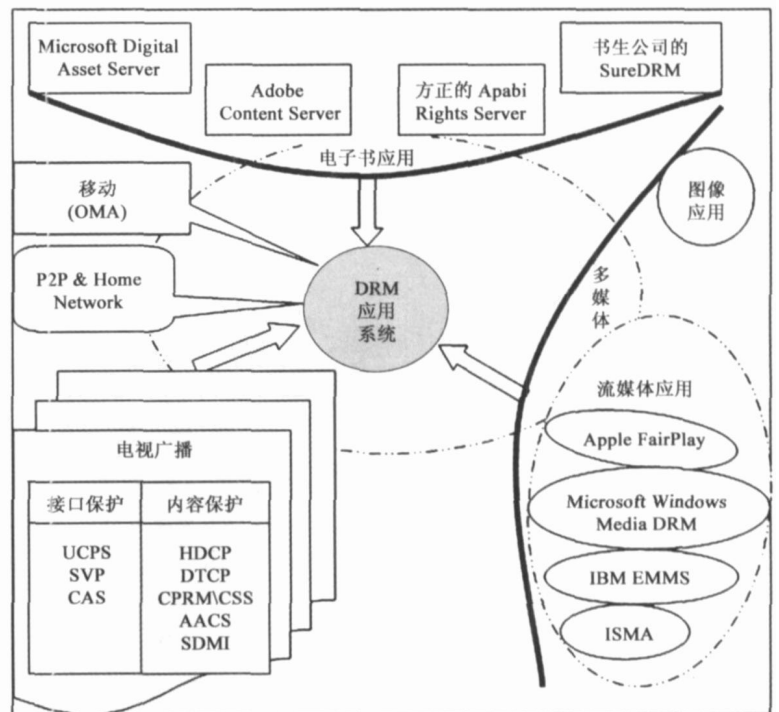 Microsoft Digital
Asset Server
Adobe
Content Server
方正的 Apabi
Rights Server
书生公司的
SureDRM
电子书应用
移动
(OMA)
P2P & Home
Network
DRM
应用
系统
图像
应用
多
媒
体
流媒体应用
Apple FairPlay
Microsoft Windows
Media DRM
IBM EMMS
ISMA
电视广播
接口保护
UCPS
SVP
CAS
内容保护
HDCP
DTCP
CPRM\CSS
AACS
SDMI